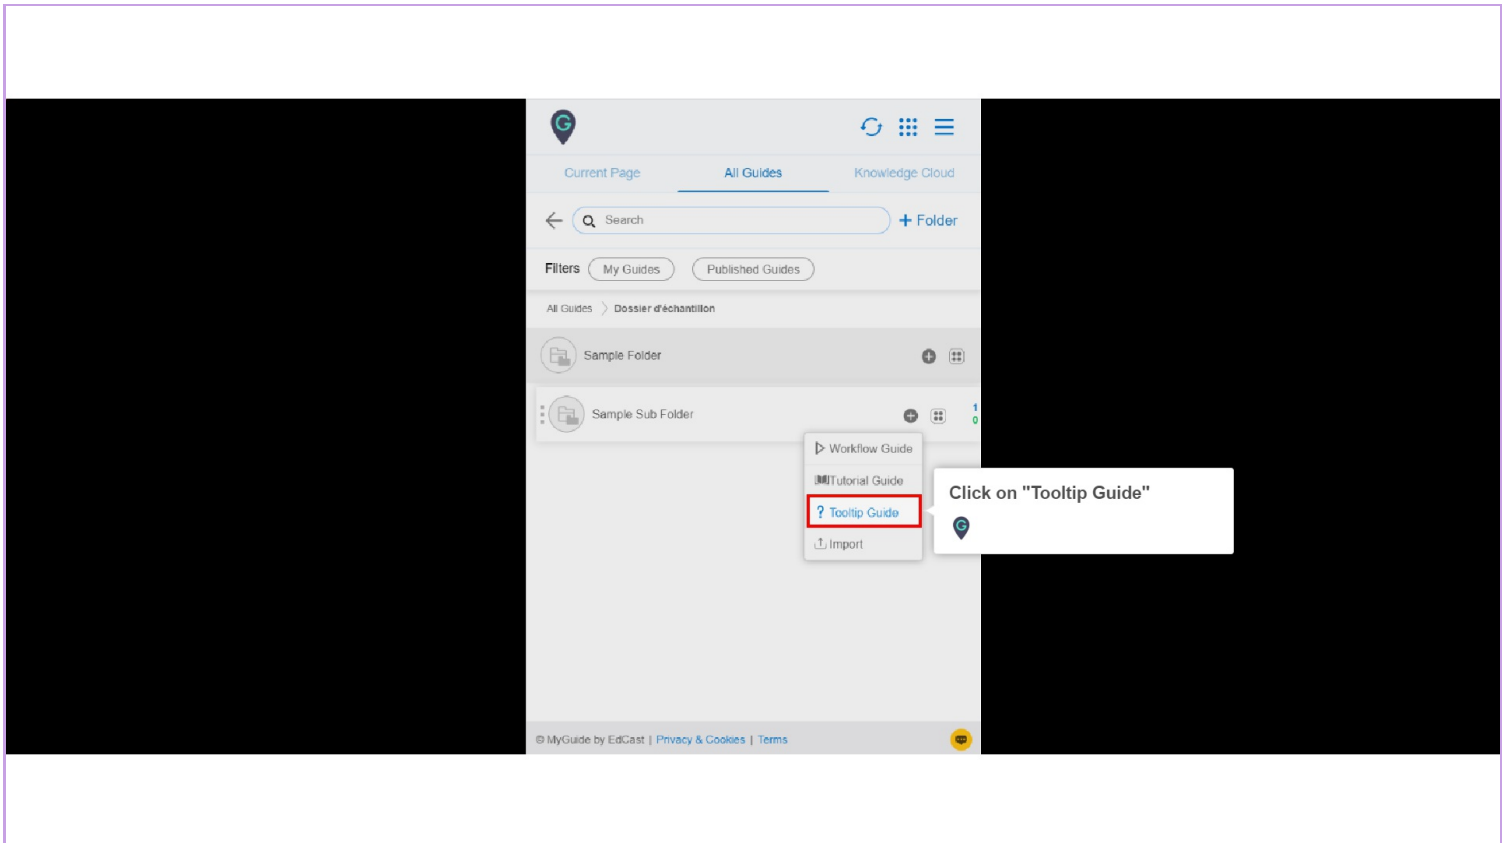 Current Page All Guides Knowledge Cloud
Search + Folder
Filters My Guides Published Guides
All Guides > Dossier d'échantillon
Sample Folder
Sample Sub Folder 1
0
Workflow Guide
Tutorial Guide
? Tooltip Guide
Import
Click on "Tooltip Guide"
© MyGuide by EdCast | Privacy & Cookies | Terms